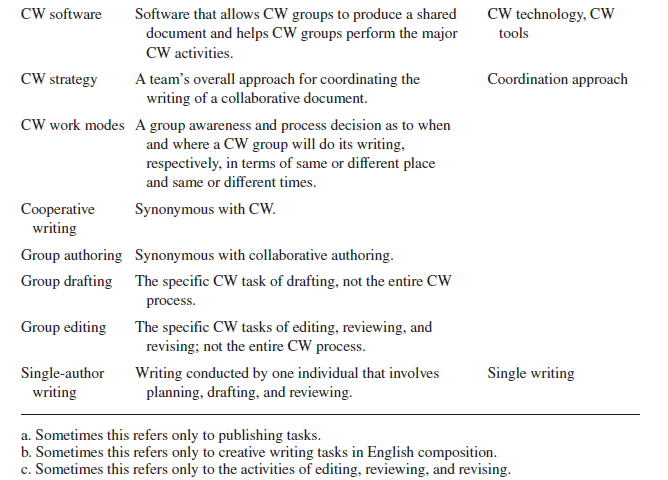 CW software Software that allows CW groups to produce a shared CW technology, CW
document and helps CW groups perform the major tools
CW activities.
CW strategy A team's overall approach for coordinating the Coordination approach
writing of a collaborative document.
CW work modes A group awareness and process decision as to when
and where a CW group will do its writing,
respectively, in terms of same or different place
and same or different times.
Cooperative Synonymous with CW.
writing
Group authoring Synonymous with collaborative authoring.
Group drafting The specific CW task of drafting, not the entire CW
process.
Group editing The specific CW tasks of editing, reviewing, and
revising; not the entire CW process.
Single-author Writing conducted by one individual that involves Single writing
writing planning, drafting, and reviewing.
a. Sometimes this refers only to publishing tasks.
b. Sometimes this refers only to creative writing tasks in English composition.
c. Sometimes this refers only to the activities of editing, reviewing, and revising.